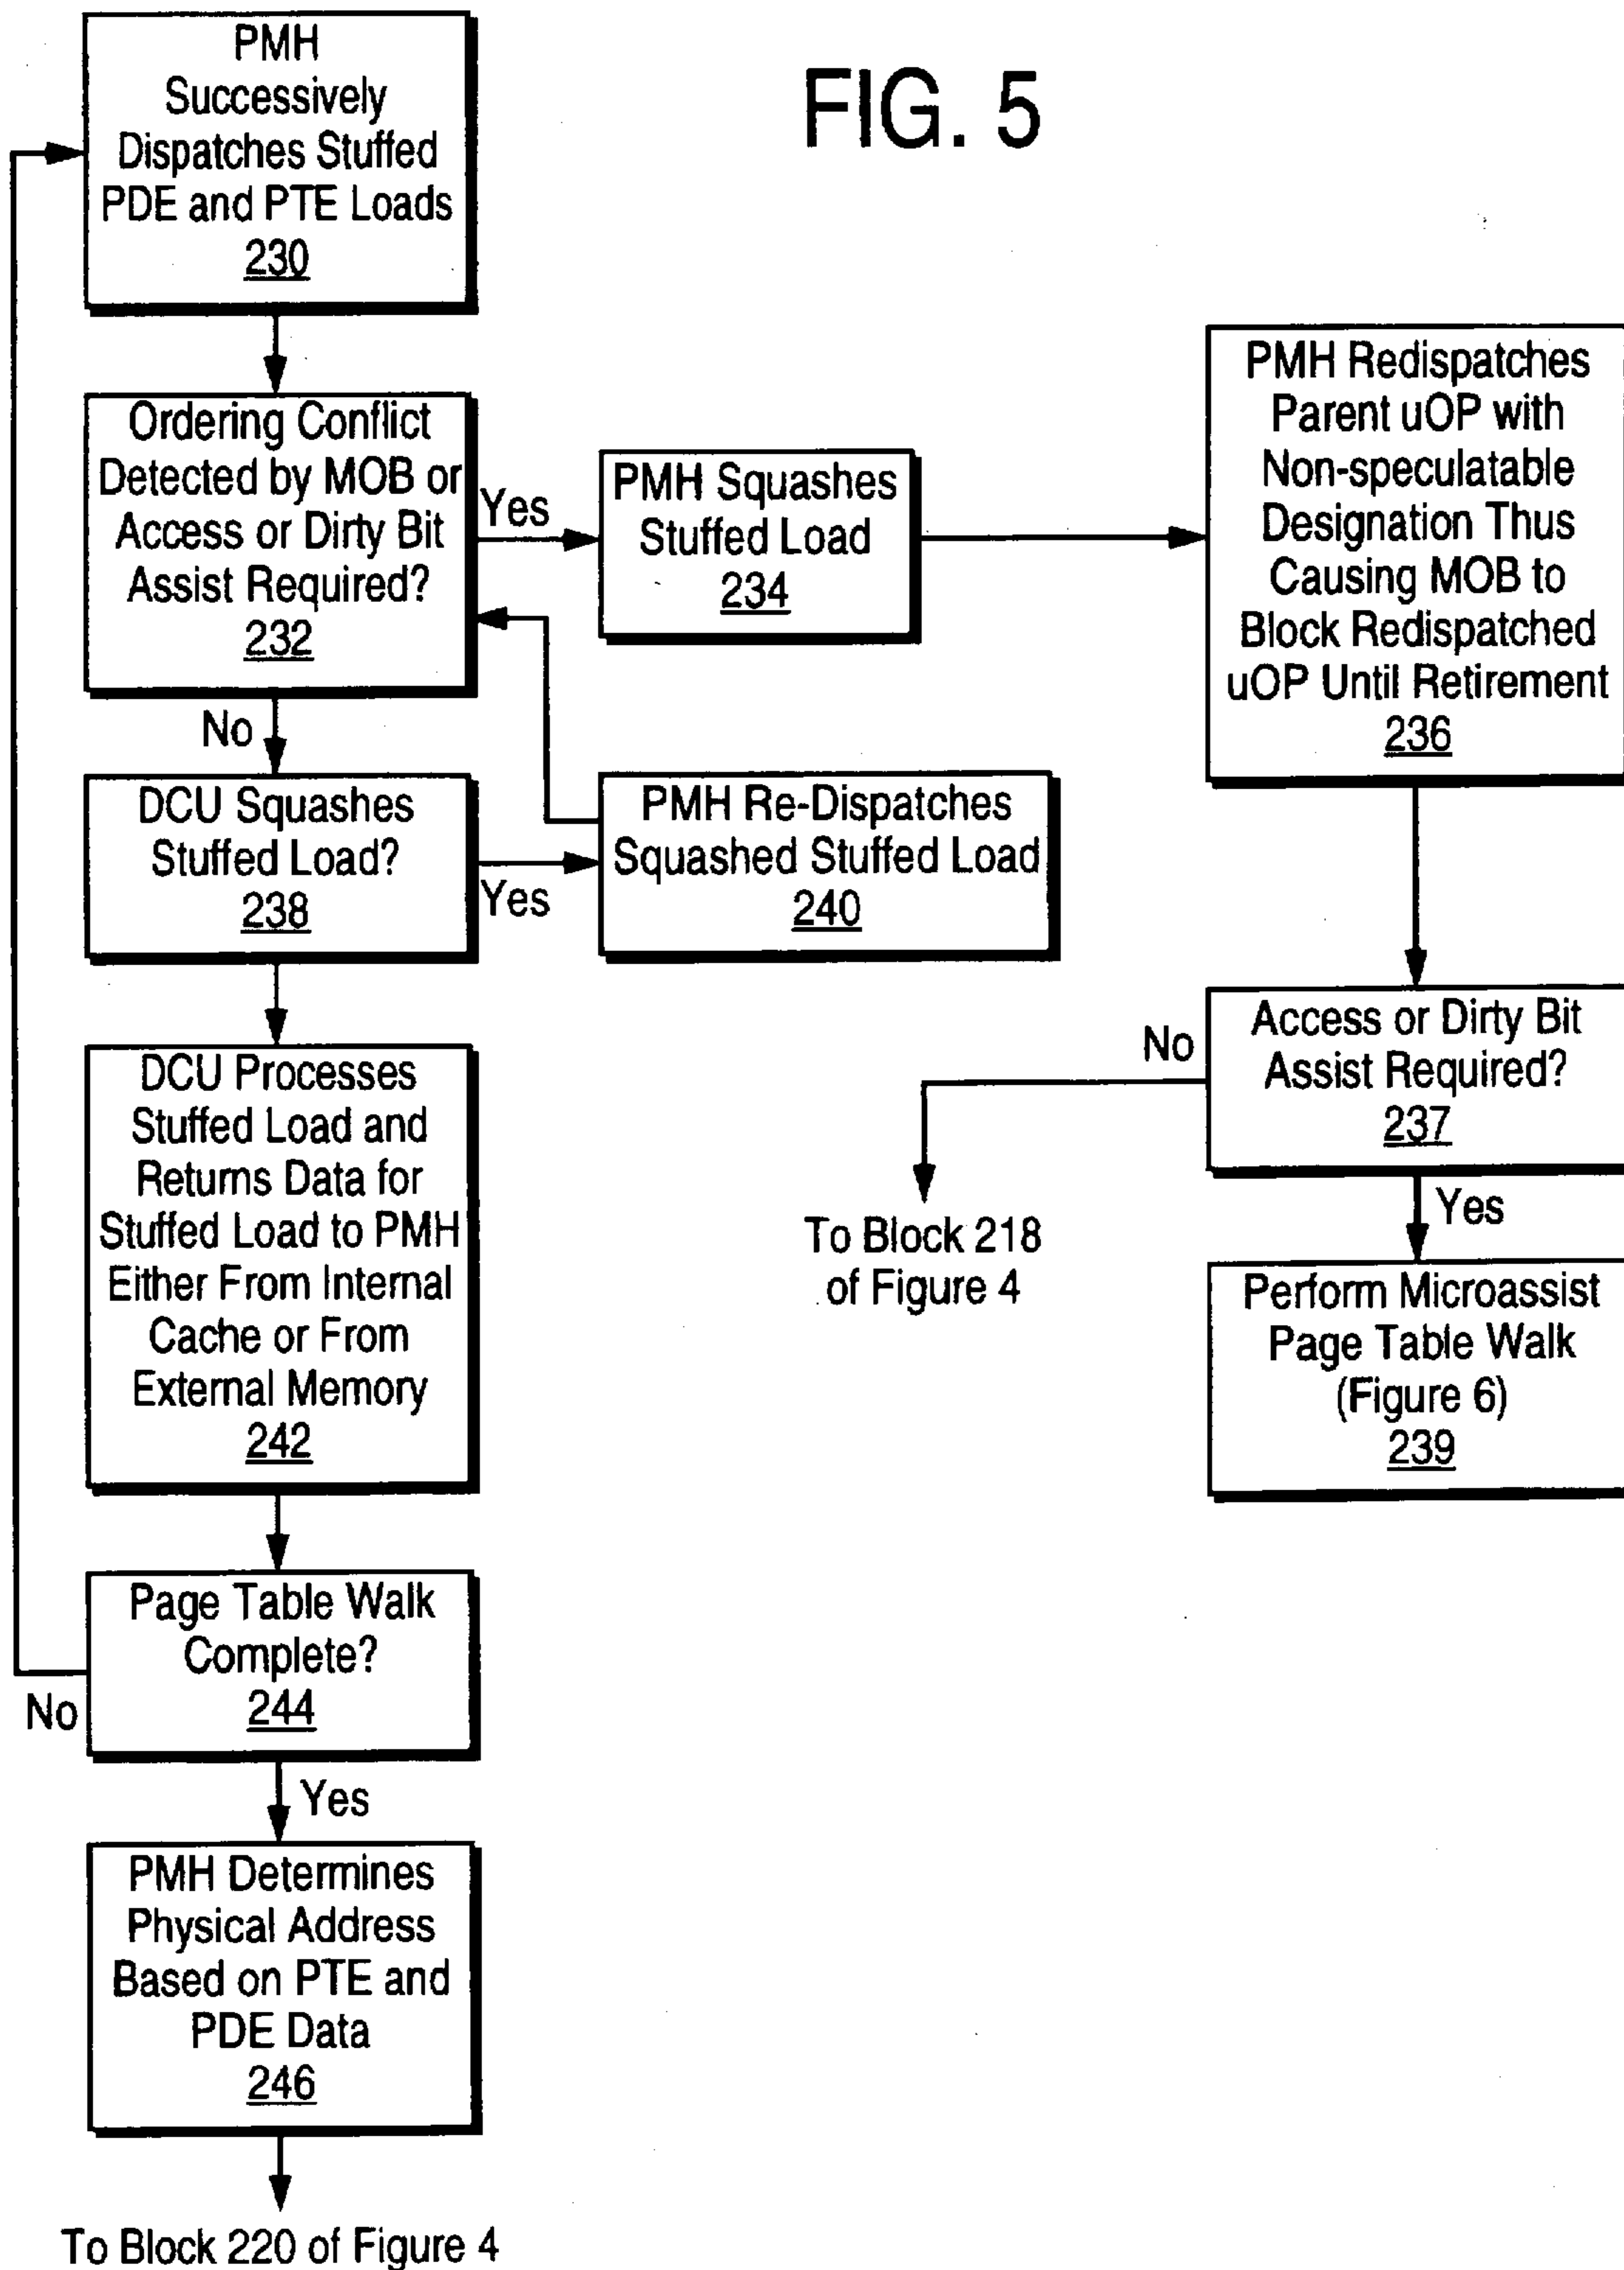 FIG. 5
PMH
Successively
Dispatches Stuffed
PDE and PTE Loads
230
Ordering Conflict
Detected by MOB or
Access or Dirty Bit
Assist Required?
232
Yes
PMH Squashes
Stuffed Load
234
PMH Redispatches
Parent uOP with
Non-speculatable
Designation Thus
Causing MOB to
Block Redispatched
uOP Until Retirement
236
No
DCU Squashes
Stuffed Load?
238
Yes
PMH Re-Dispatches
Squashed Stuffed Load
240
Access or Dirty Bit
Assist Required?
237
No
To Block 218
of Figure 4
Yes
Perform Microassist
Page Table Walk
(Figure 6)
239
DCU Processes
Stuffed Load and
Returns Data for
Stuffed Load to PMH
Either From Internal
Cache or From
External Memory
242
Page Table Walk
Complete?
244
No
Yes
PMH Determines
Physical Address
Based on PTE and
PDE Data
246
To Block 220 of Figure 4